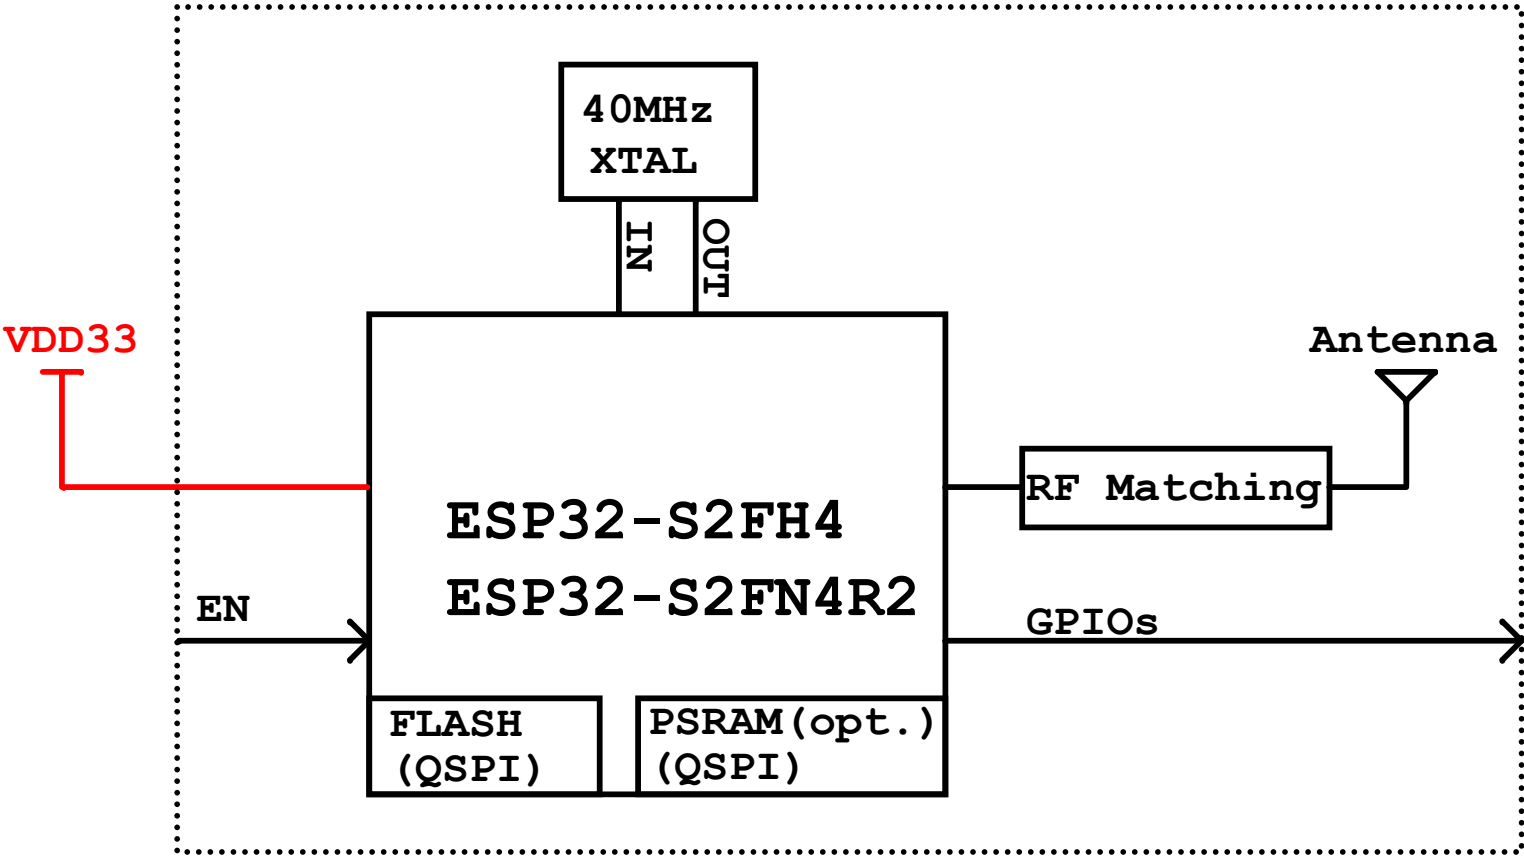 40MHz
XTAL
IN
OUT
VDD33
Antenna
RF Matching
ESP32-S2FH4
ESP32-S2FN4R2
EN
GPIOs
FLASH
(QSPI)
PSRAM(opt.)
(QSPI)